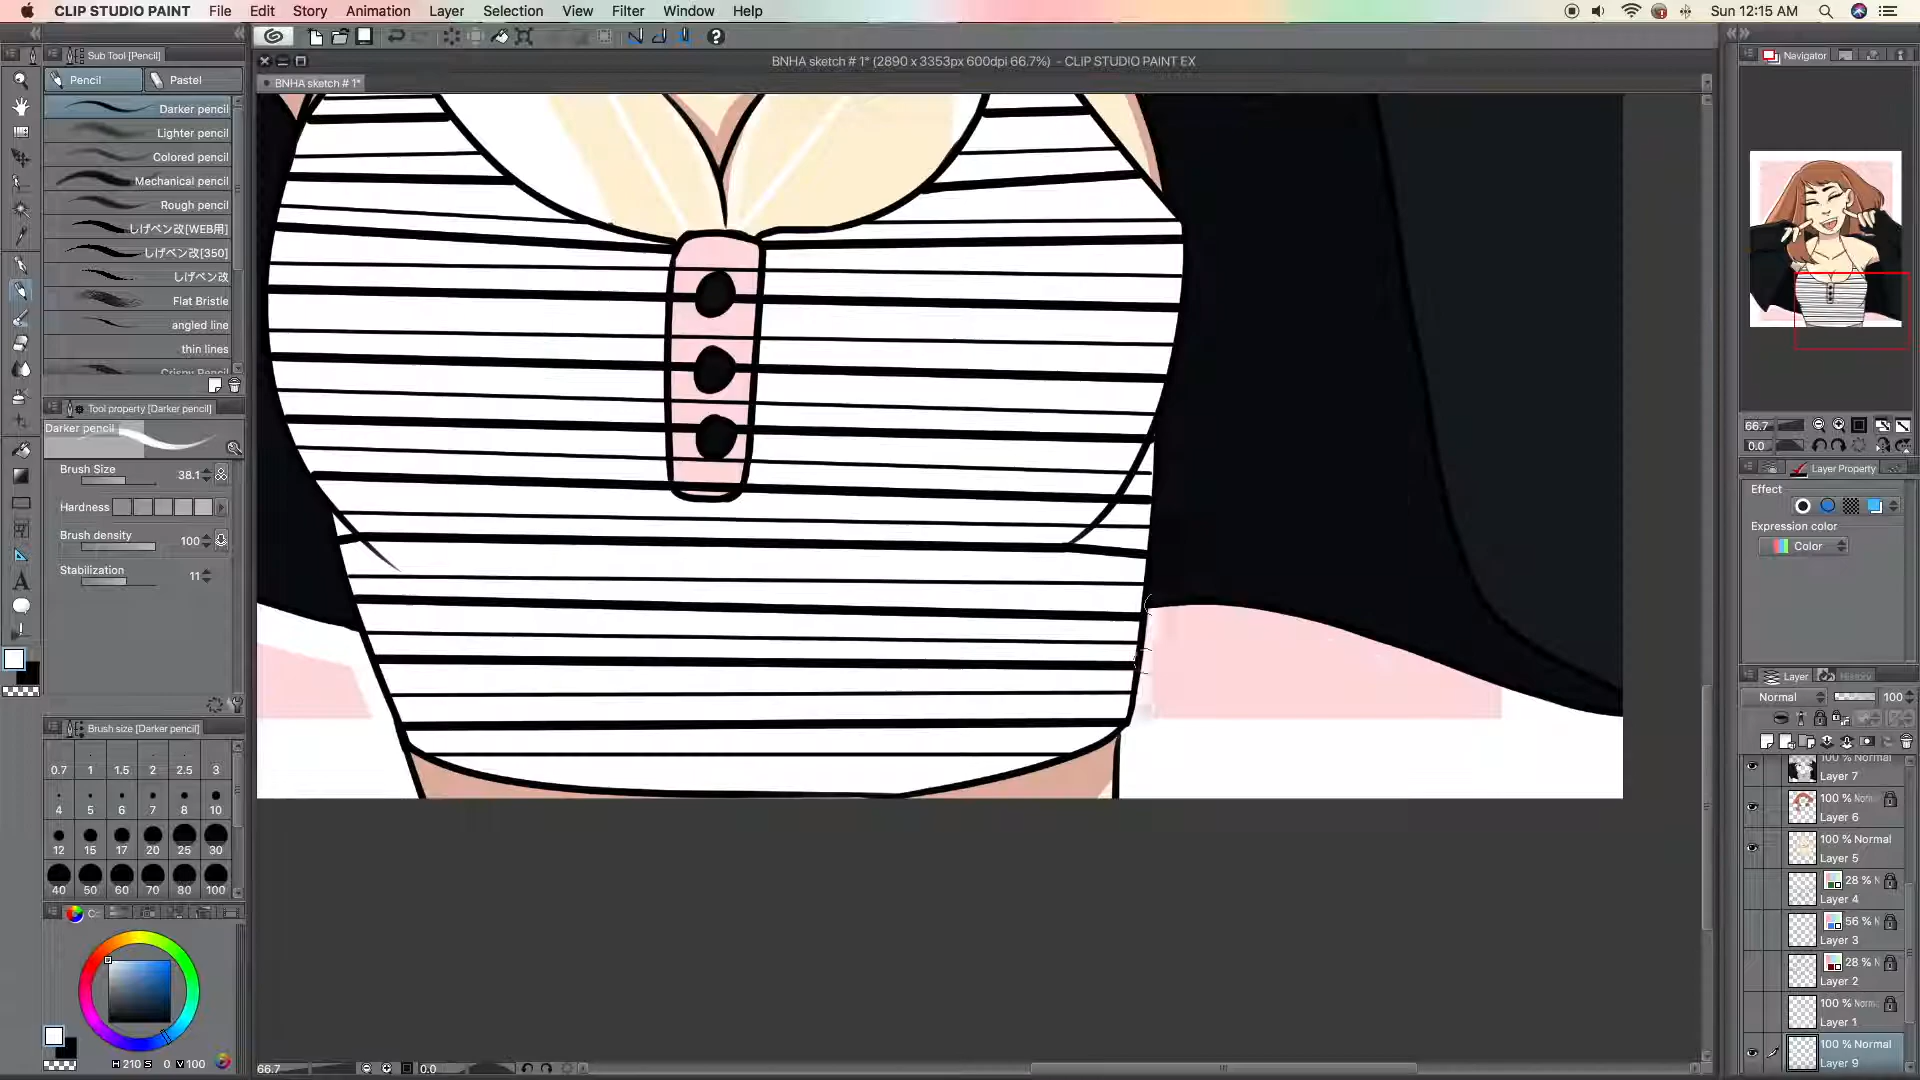 CLIP STUDIO PAINT File Edit Story Animation Layer Selection View Filter Window Help Sun 12:15 AM
BNHA sketch # 1* (2890 x 3353px 600dpi 66.7%) - CLIP STUDIO PAINT EX
BNHA sketch # 1*
Sub Tool [Pencil]
Pencil Pastel
Darker pencil
Lighter pencil
Colored pencil
Mechanical pencil
Rough pencil
しげペン改[WEB用]
しげペン改[350]
しげペン改
Flat Bristle
angled line
thin lines
Crispy Pencil
Tool property [Darker pencil]
Darker pencil
Brush Size 38.1
Hardness
Brush density 100
Stabilization 11
Brush size [Darker pencil]
0.7 1 1.5 2 2.5 3
4 5 6 7 8 10
12 15 17 20 25 30
40 50 60 70 80 100
H 210 S 0 V 100
66.7 0.0
Navigator
66.7
0.0
Layer Property
Effect
Expression color
Color
Layer History
Normal 100
100 % Normal
Layer 7
100 % Norm
Layer 6
100 % Normal
Layer 5
28 % N
Layer 4
56 % N
Layer 3
28 % N
Layer 2
100 % Norm
Layer 1
100 % Normal
Layer 9